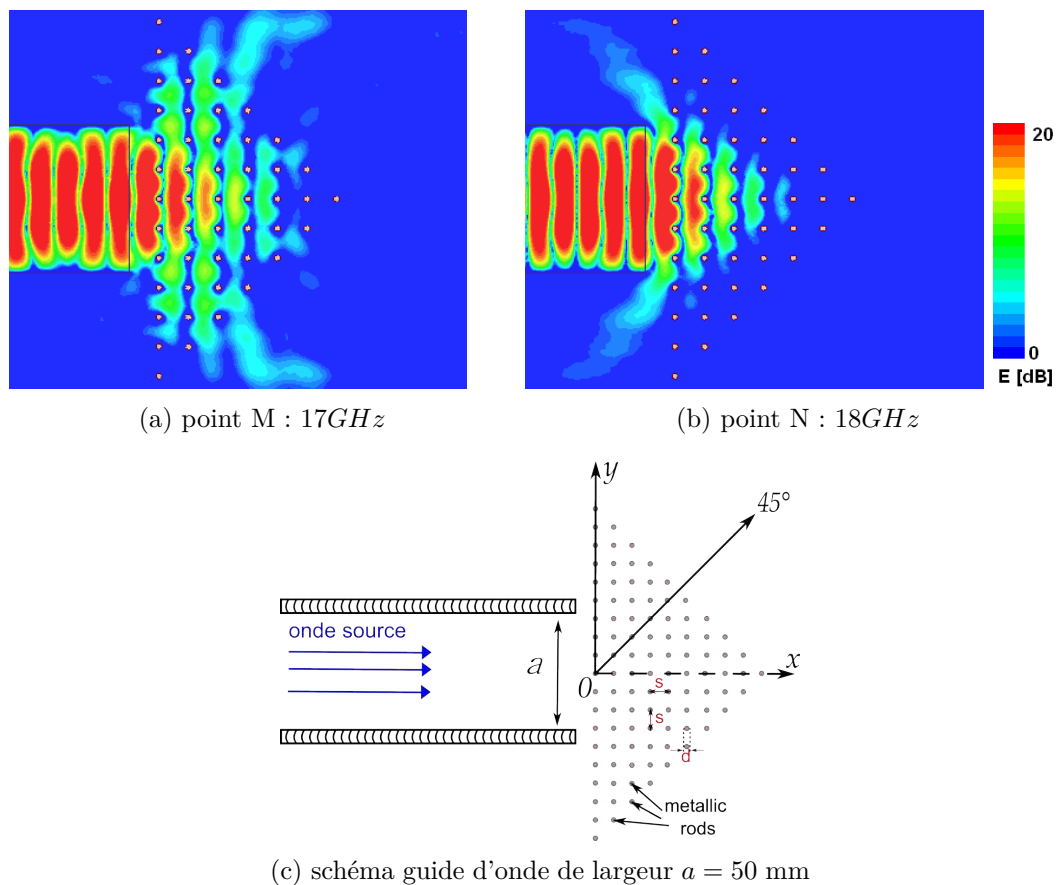 20
0
E [dB]
(a) point M : 17GHz
(b) point N : 18GHz
y
45°
onde source
a
s
x
0
s
d
metallic
rods
(c) schéma guide d'onde de largeur a = 50 mm